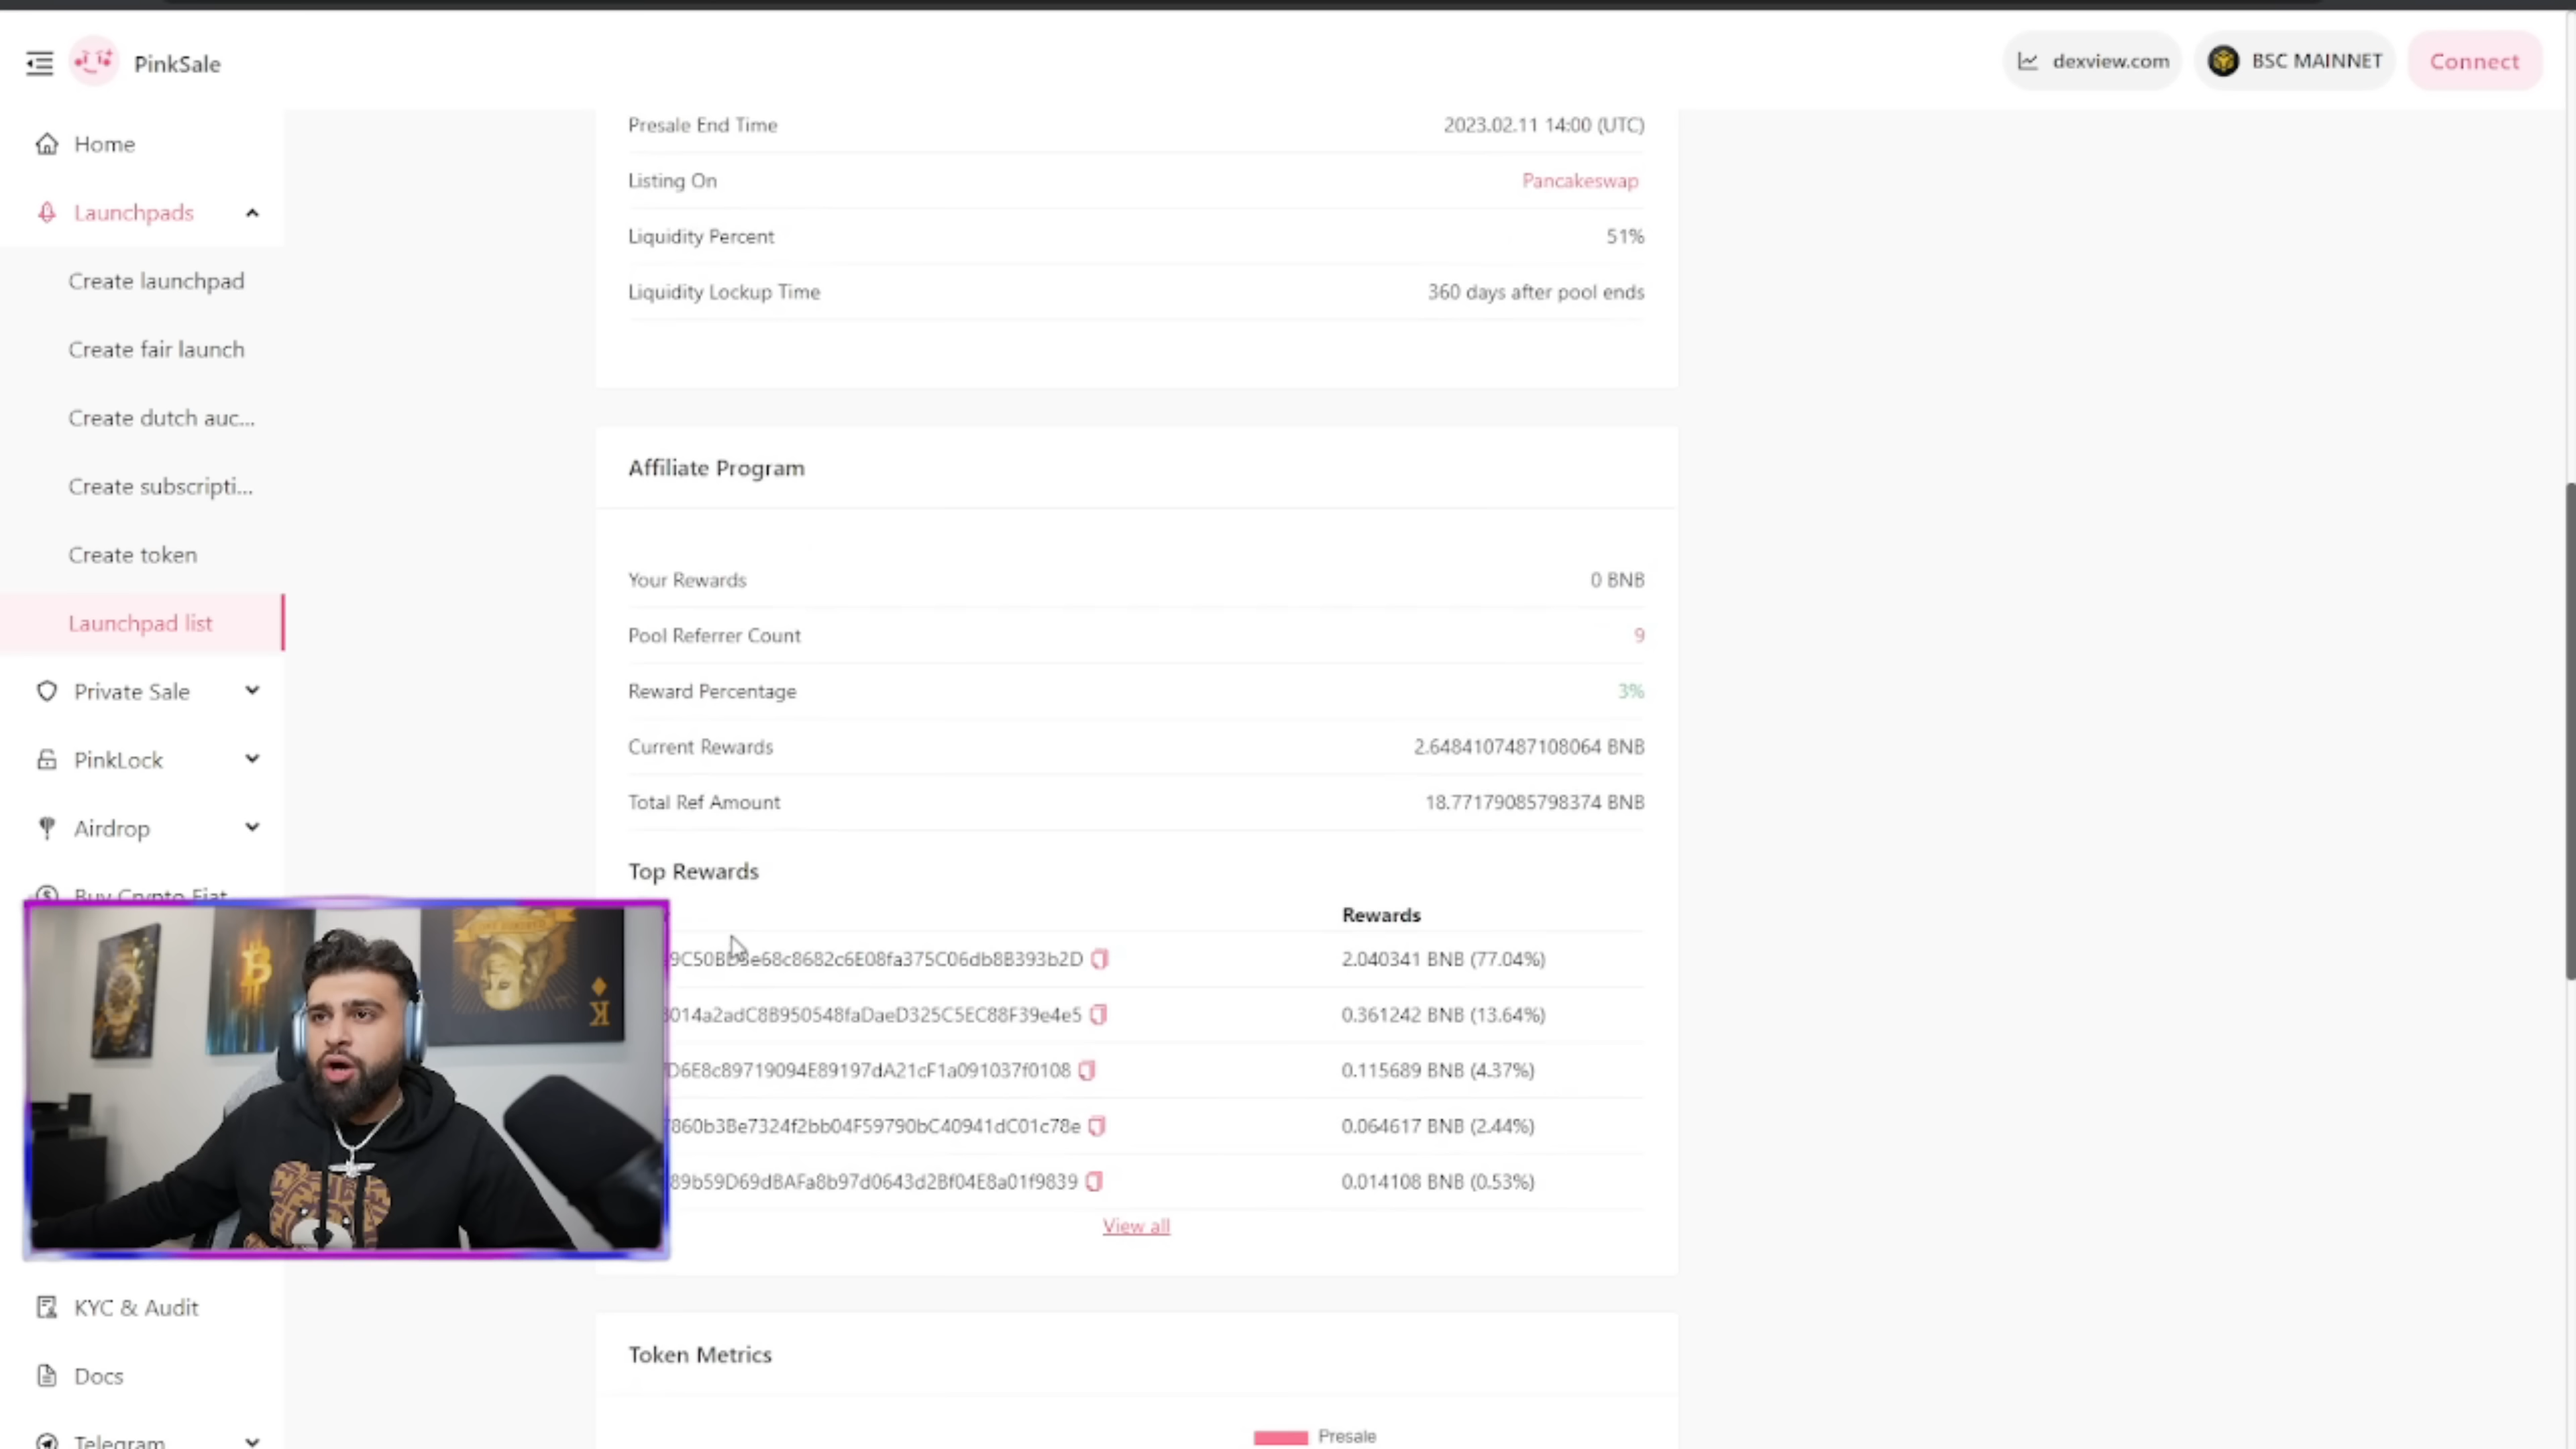 PinkSale
dexview.com
BSC MAINNET
Connect
Home
Launchpads
Create launchpad
Create fair launch
Create dutch auc...
Create subscripti...
Create token
Launchpad list
Private Sale
PinkLock
Airdrop
Buy Crypto Fiat
KYC & Audit
Docs
Telegram
Presale End Time 2023.02.11 14:00 (UTC)
Listing On Pancakeswap
Liquidity Percent 51%
Liquidity Lockup Time 360 days after pool ends
Affiliate Program
Your Rewards 0 BNB
Pool Referrer Count 9
Reward Percentage 3%
Current Rewards 2.6484107487108064 BNB
Total Ref Amount 18.77179085798374 BNB
Top Rewards
Rewards
2.040341 BNB (77.04%)
014a2adC8B950548faDaeD325C5EC88F39e4e5 0.361242 BNB (13.64%)
D6E8c89719094E89197dA21cF1a091037f0108 0.115689 BNB (4.37%)
860b3Be7324f2bb04F59790bC40941dC01c78e 0.064617 BNB (2.44%)
89b59D69dBAFa8b97d0643d2Bf04E8a01f9839 0.014108 BNB (0.53%)
View all
Token Metrics
Presale
K